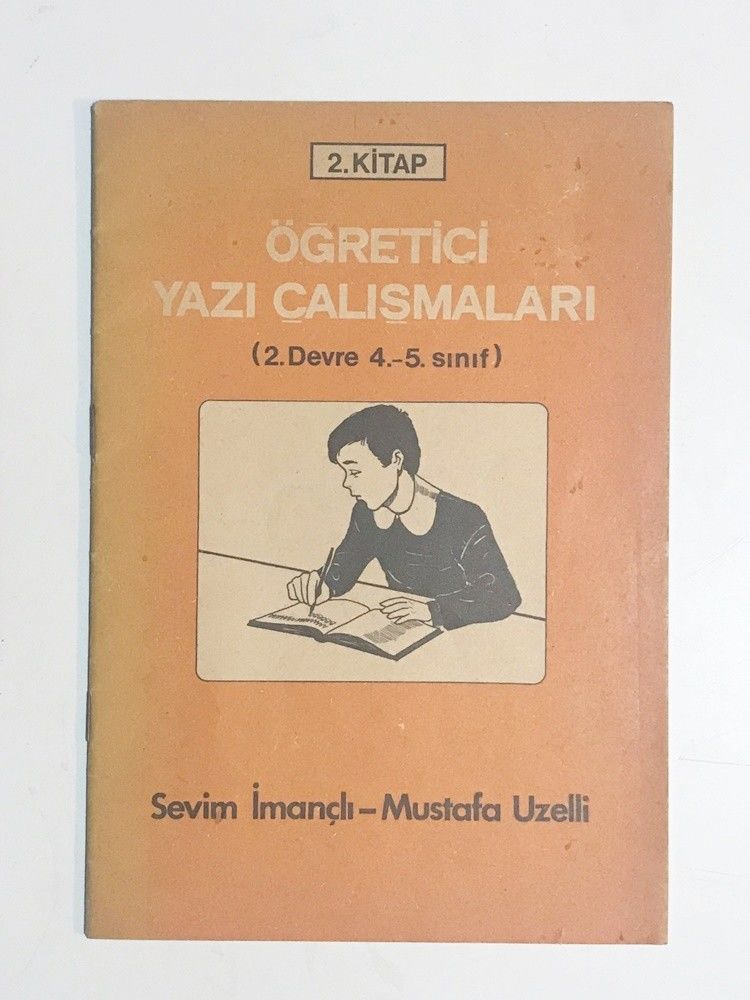 2.KİTAP
ÖĞRETİCİ
YAZI ÇALIŞMALARI
(2.Devre 4.-5. sınıf)
Sevim İmançlı-Mustafa Uzelli